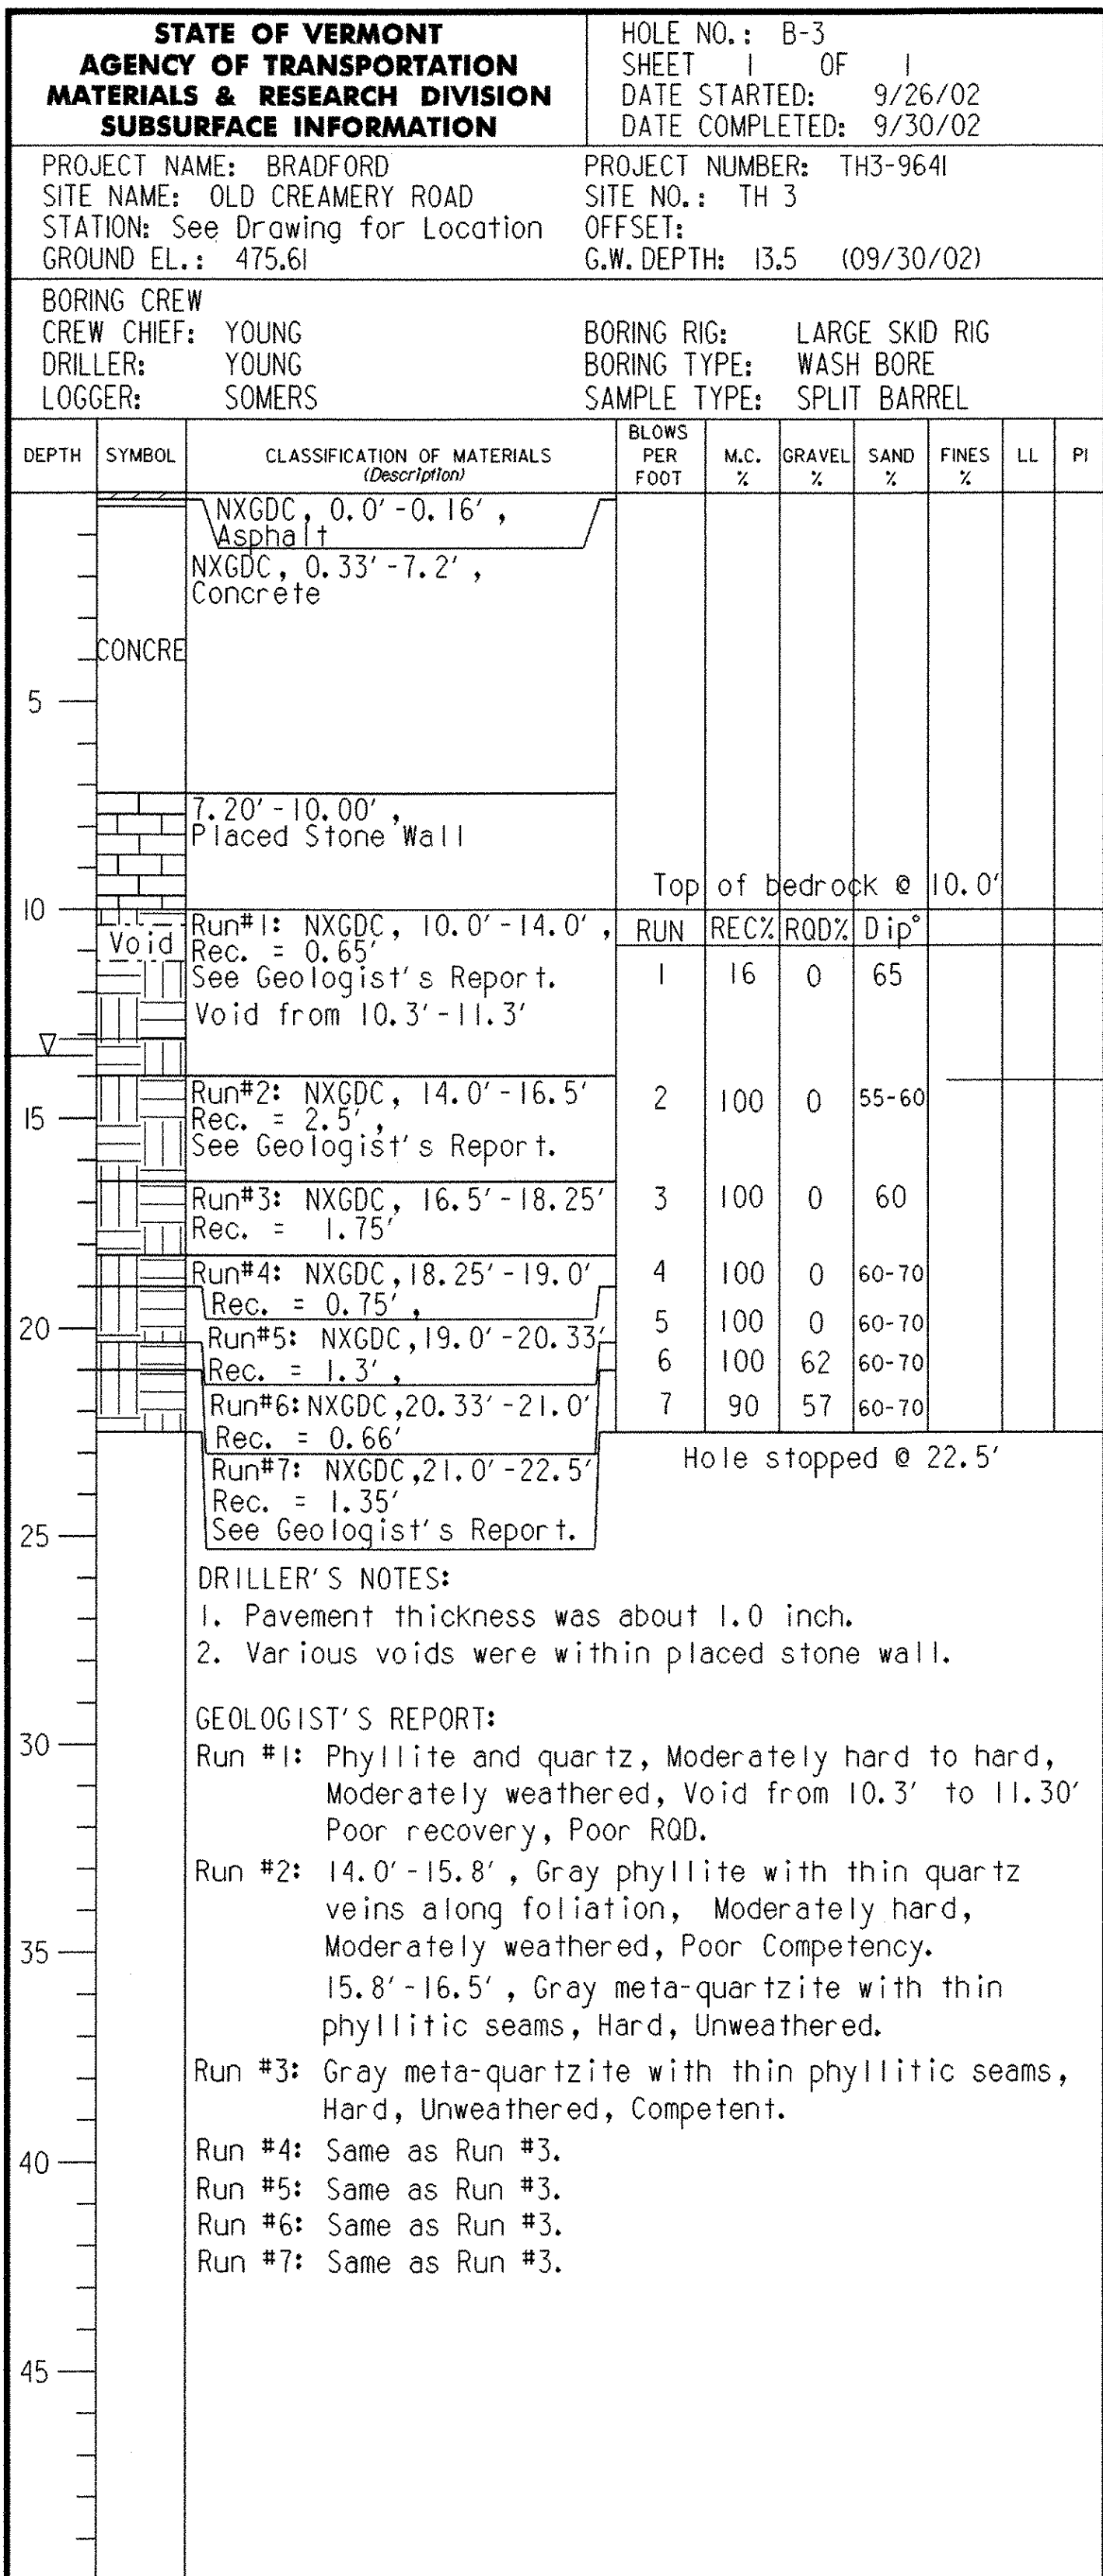 STATE OF VERMONT
AGENCY OF TRANSPORTATION
MATERIALS & RESEARCH DIVISION
SUBSURFACE INFORMATION
HOLE NO.: B-3
SHEET 1 OF 1
DATE STARTED: 9/26/02
DATE COMPLETED: 9/30/02
PROJECT NAME: BRADFORD
SITE NAME: OLD CREAMERY ROAD
STATION: See Drawing for Location
GROUND EL.: 475.61
PROJECT NUMBER: TH3-9641
SITE NO.: TH 3
OFFSET:
G.W. DEPTH: 13.5 (09/30/02)
BORING CREW
CREW CHIEF: YOUNG
DRILLER: YOUNG
LOGGER: SOMERS
BORING RIG: LARGE SKID RIG
BORING TYPE: WASH BORE
SAMPLE TYPE: SPLIT BARREL
DEPTH SYMBOL CLASSIFICATION OF MATERIALS (Description) BLOWS PER FOOT M.C. % GRAVEL % SAND % FINES % LL PI
NXGDC, 0.0'-0.16',
Asphalt
NXGDC, 0.33'-7.2',
Concrete
CONCRE
5
7.20'-10.00',
Placed Stone Wall
Top of bedrock @ 10.0'
10
Void
Run#1: NXGDC, 10.0'-14.0',
Rec. = 0.65'
See Geologist's Report.
Void from 10.3'-11.3'
RUN REC% RQD% Dip°
1 16 0 65
Run#2: NXGDC, 14.0'-16.5'
Rec. = 2.5',
See Geologist's Report.
2 100 0 55-60
15
Run#3: NXGDC, 16.5'-18.25'
Rec. = 1.75'
3 100 0 60
Run#4: NXGDC, 18.25'-19.0'
Rec. = 0.75',
4 100 0 60-70
20
Run#5: NXGDC, 19.0'-20.33'
Rec. = 1.3',
5 100 0 60-70
6 100 62 60-70
Run#6: NXGDC, 20.33'-21.0'
Rec. = 0.66'
7 90 57 60-70
Run#7: NXGDC, 21.0'-22.5'
Rec. = 1.35'
See Geologist's Report.
Hole stopped @ 22.5'
25
DRILLER'S NOTES:
1. Pavement thickness was about 1.0 inch.
2. Various voids were within placed stone wall.
GEOLOGIST'S REPORT:
30
Run #1: Phyllite and quartz, Moderately hard to hard,
Moderately weathered, Void from 10.3' to 11.30'
Poor recovery, Poor RQD.
Run #2: 14.0'-15.8', Gray phyllite with thin quartz
veins along foliation, Moderately hard,
35
Moderately weathered, Poor Competency.
15.8'-16.5', Gray meta-quartzite with thin
phyllitic seams, Hard, Unweathered.
Run #3: Gray meta-quartzite with thin phyllitic seams,
Hard, Unweathered, Competent.
40
Run #4: Same as Run #3.
Run #5: Same as Run #3.
Run #6: Same as Run #3.
Run #7: Same as Run #3.
45